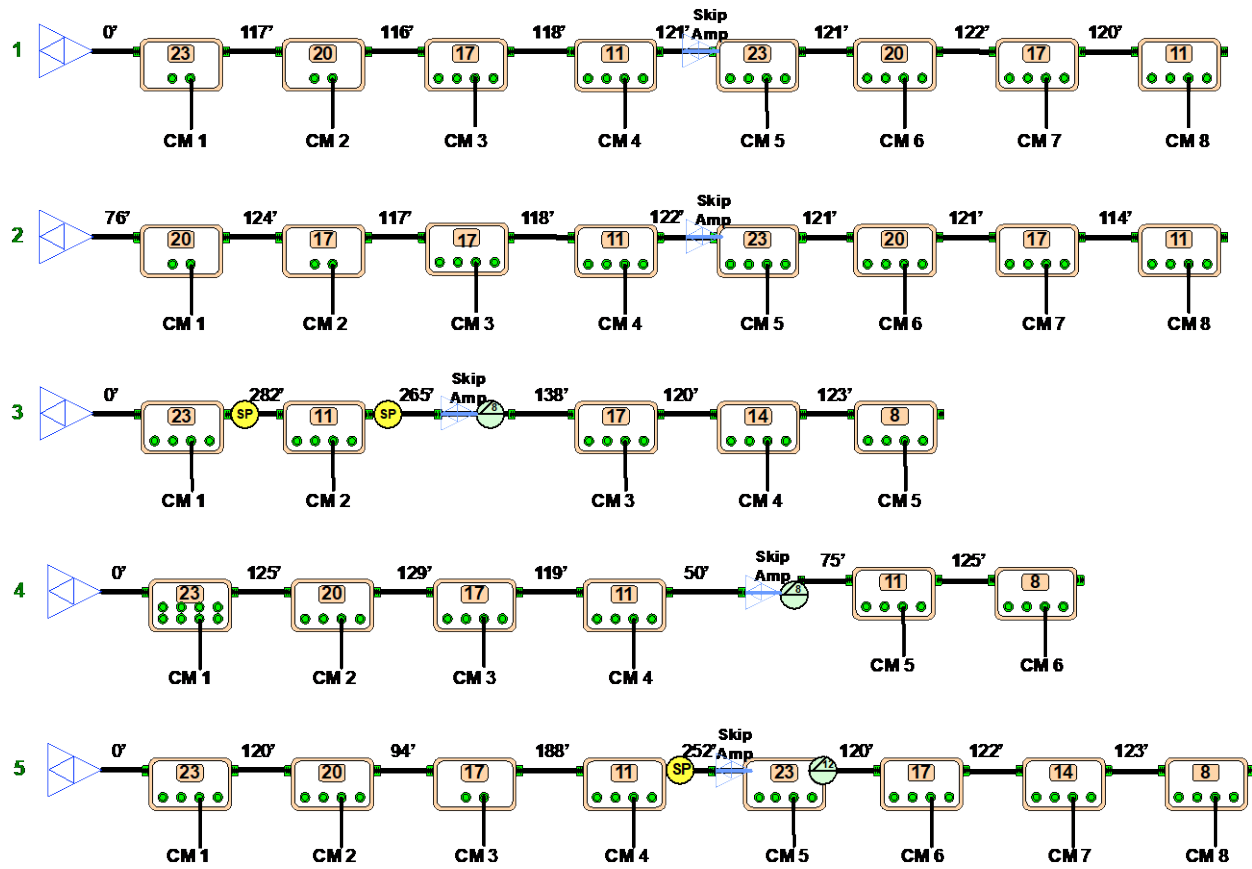 Skip
Amp
1 0’ 23 117’ 20 116’ 17 118’ 11 121’ 23 121’ 20 122’ 17 120’ 11
CM 1 CM 2 CM 3 CM 4 CM 5 CM 6 CM 7 CM 8
Skip
Amp
2 76’ 20 124’ 17 117’ 17 118’ 11 122’ 23 121’ 20 121’ 17 114’ 11
CM 1 CM 2 CM 3 CM 4 CM 5 CM 6 CM 7 CM 8
Skip
Amp
3 0’ 23 SP 282’ 11 SP 265’ 8 138’ 17 120’ 14 123’ 8
CM 1 CM 2 CM 3 CM 4 CM 5
Skip
Amp
4 0’ 23 125’ 20 129’ 17 119’ 11 50’ 8 75’ 11 125’ 8
CM 1 CM 2 CM 3 CM 4 CM 5 CM 6
Skip
Amp
5 0’ 23 120’ 20 94’ 17 188’ 11 SP 252’ 23 12 120’ 17 122’ 14 123’ 8
CM 1 CM 2 CM 3 CM 4 CM 5 CM 6 CM 7 CM 8